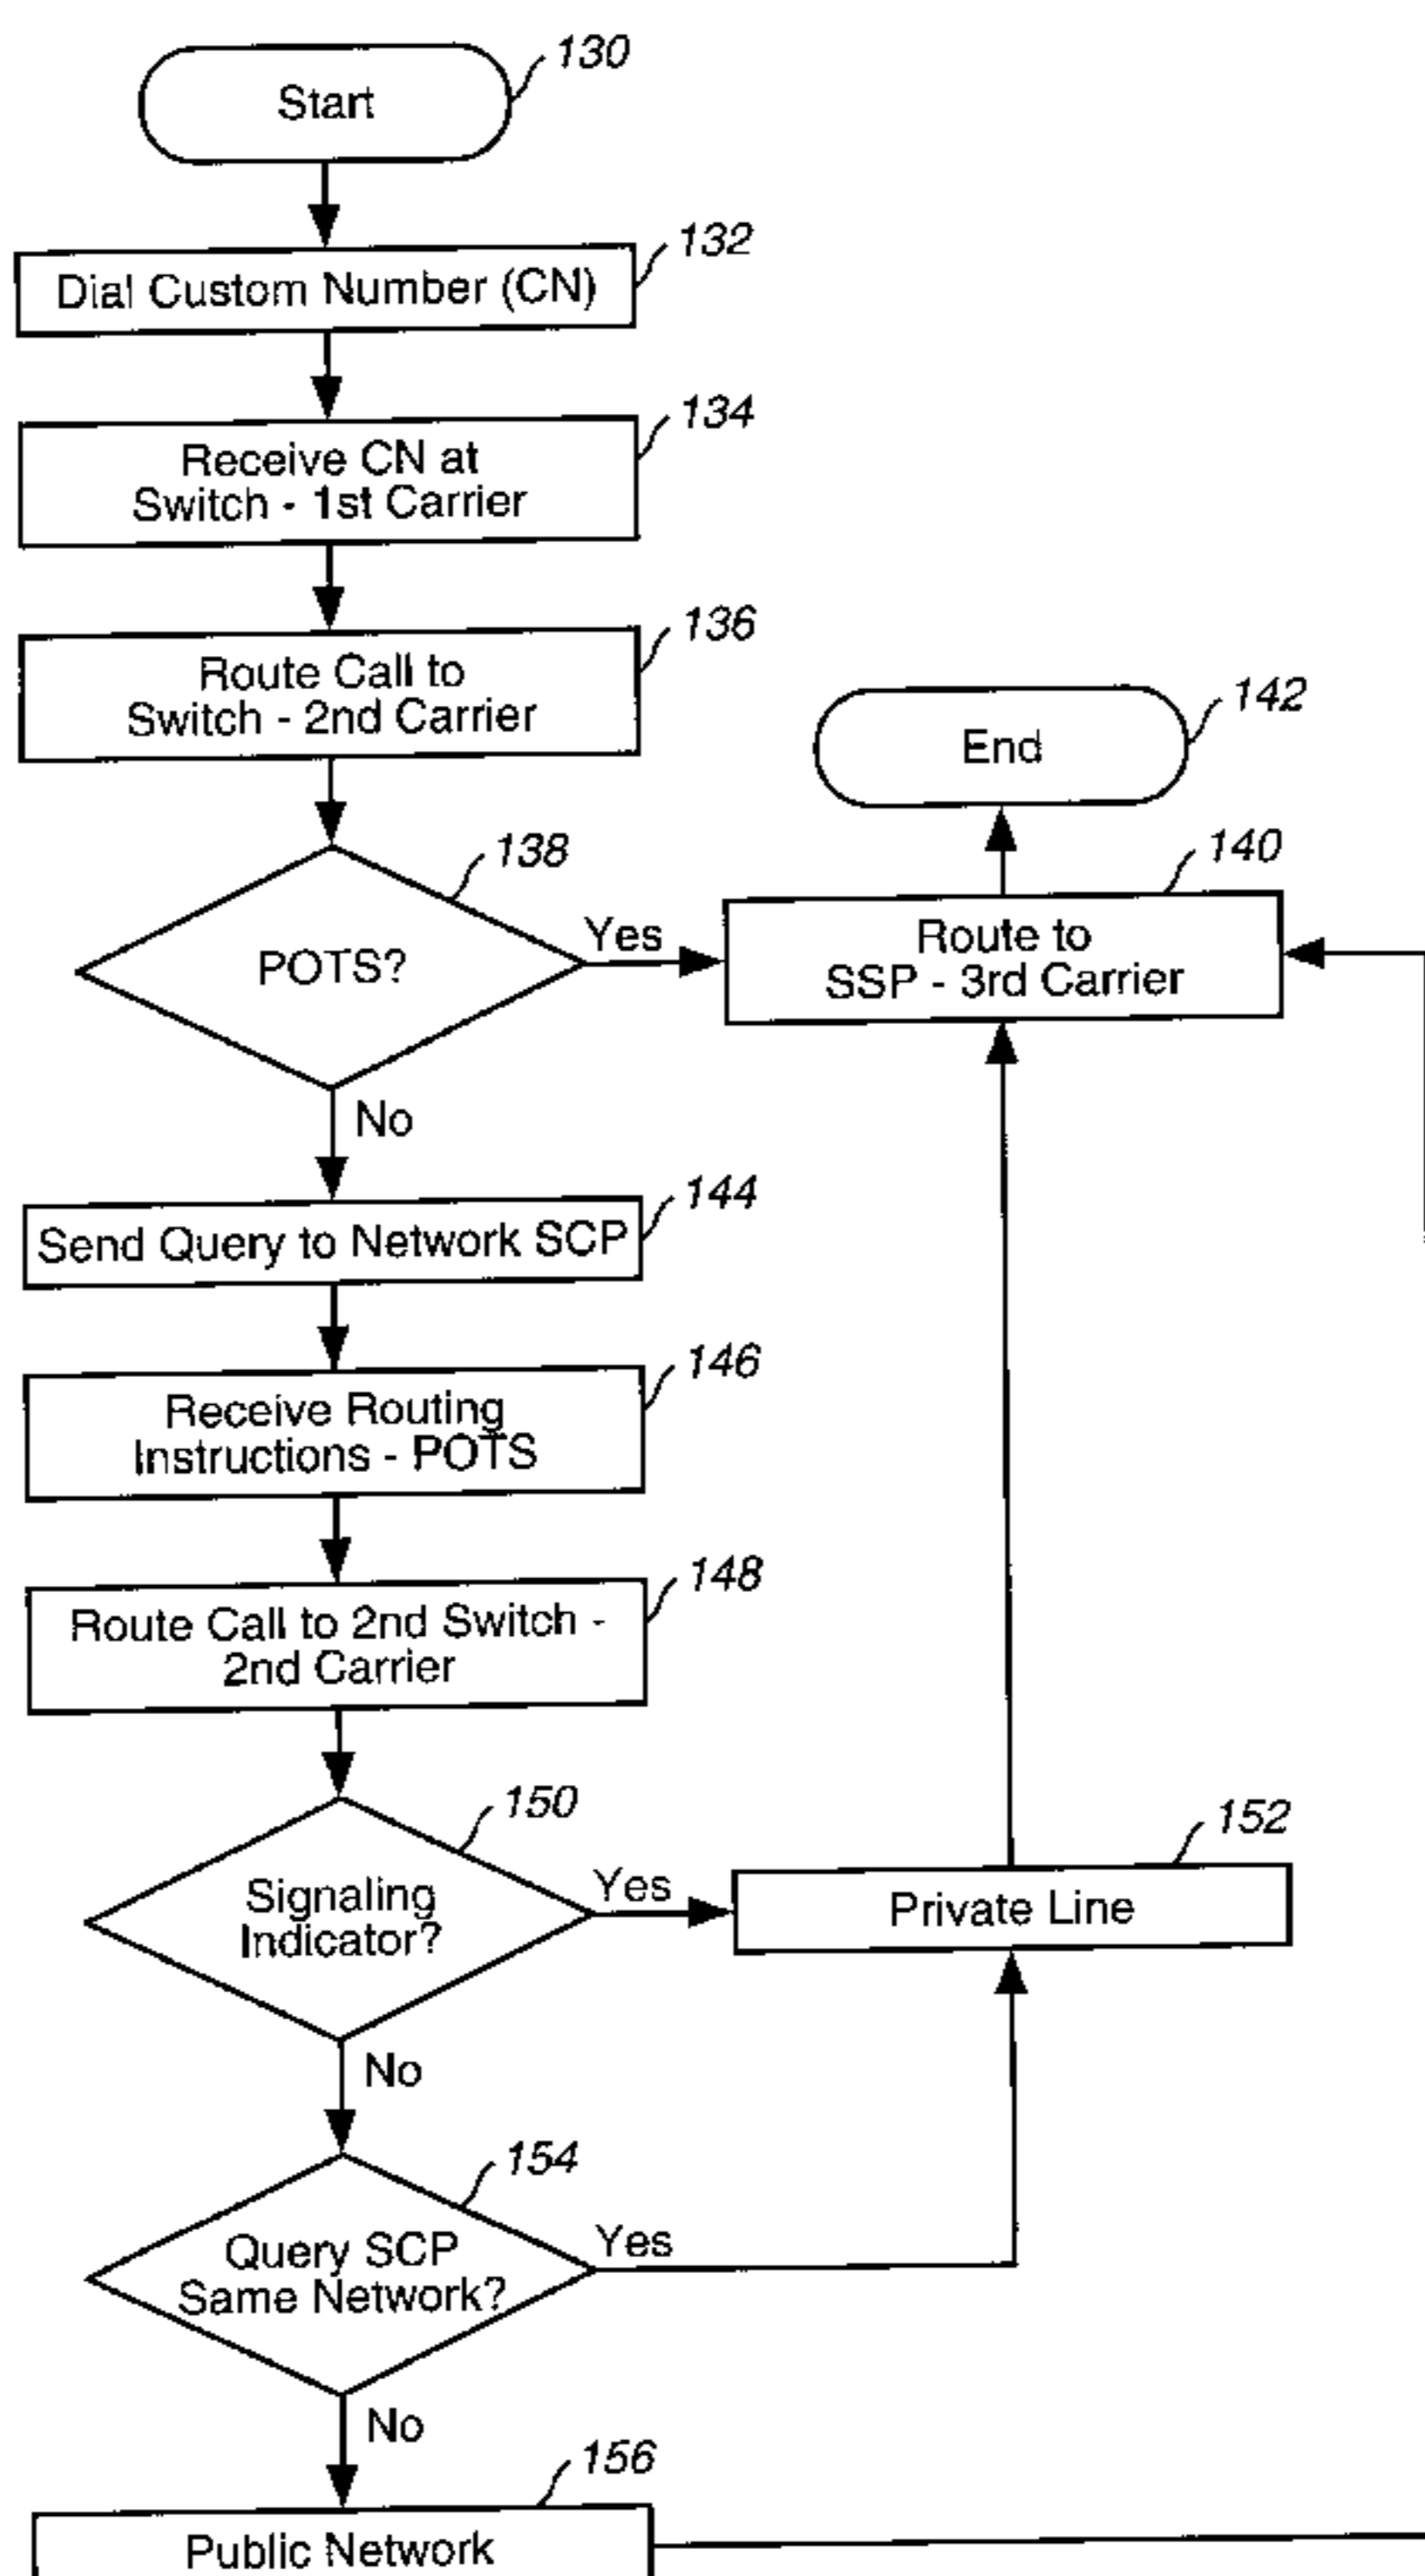 130
Start
132
Dial Custom Number (CN)
134
Receive CN at
Switch - 1st Carrier
136
Route Call to
Switch - 2nd Carrier
142
End
138
POTS?
Yes
140
Route to
SSP - 3rd Carrier
No
144
Send Query to Network SCP
146
Receive Routing
Instructions - POTS
148
Route Call to 2nd Switch -
2nd Carrier
150
Signaling
Indicator?
Yes
152
Private Line
No
154
Query SCP
Same Network?
Yes
No
156
Public Network